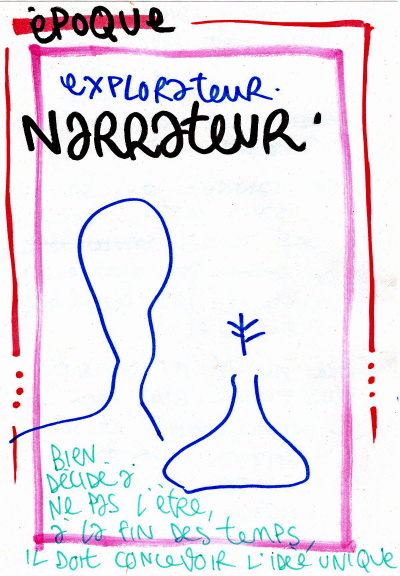 ÉPOQUE
EXPLORATEUR.
NARRATEUR.
BIEN.
DÉCIDÉ À.
NE PAS L'ÊTRE,
À LA FIN DES TEMPS,
IL DOIT CONCEVOIR L'IDÉE UNIQUE